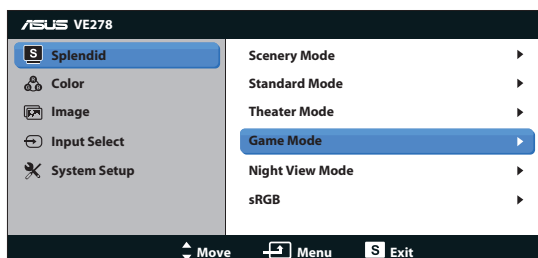 ASUS VE278
S Splendid
Color
Image
Input Select
System Setup
Scenery Mode
Standard Mode
Theater Mode
Game Mode
Night View Mode
sRGB
Move Menu S Exit